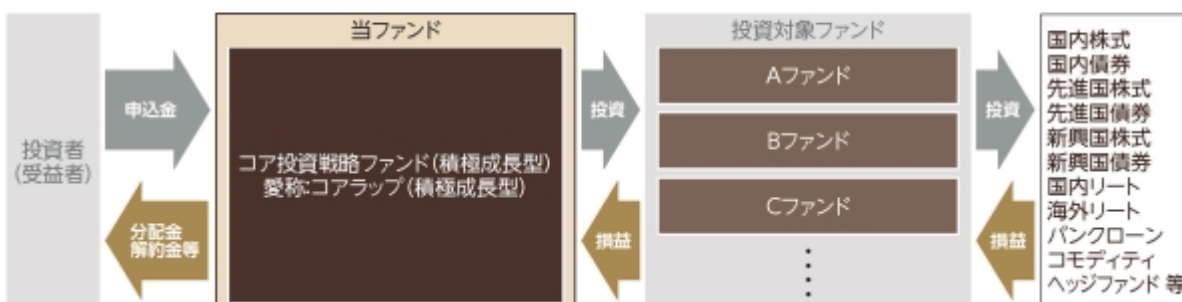 投資者
(受益者)
申込金
分配金
解約金等
当ファンド
コア投資戦略ファンド(積極成長型)
愛称:コアラップ(積極成長型)
投資
損益
投資対象ファンド
Aファンド
Bファンド
Cファンド
投資
損益
国内株式
国内債券
先進国株式
先進国債券
新興国株式
新興国債券
国内リート
海外リート
バンクローン
コモディティ
ヘッジファンド 等